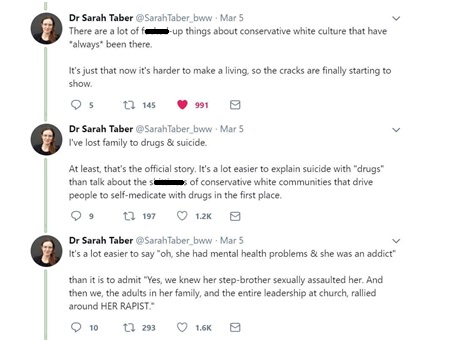 Dr Sarah Taber @SarahTaber_bww · Mar 5
There are a lot of f up things about conservative white culture that have
*always* been there.
It's just that now it's harder to make a living, so the cracks are finally starting to
show.
5 145 991
Dr Sarah Taber @SarahTaber_bww · Mar 5
I've lost family to drugs & suicide.
At least, that's the official story. It's a lot easier to explain suicide with "drugs"
than talk about the s s of conservative white communities that drive
people to self-medicate with drugs in the first place.
9 197 1.2K
Dr Sarah Taber @SarahTaber_bww · Mar 5
It's a lot easier to say "oh, she had mental health problems & she was an addict"
than it is to admit "Yes, we knew her step-brother sexually assaulted her. And
then we, the adults in her family, and the entire leadership at church, rallied
around HER RAPIST."
10 293 1.6K